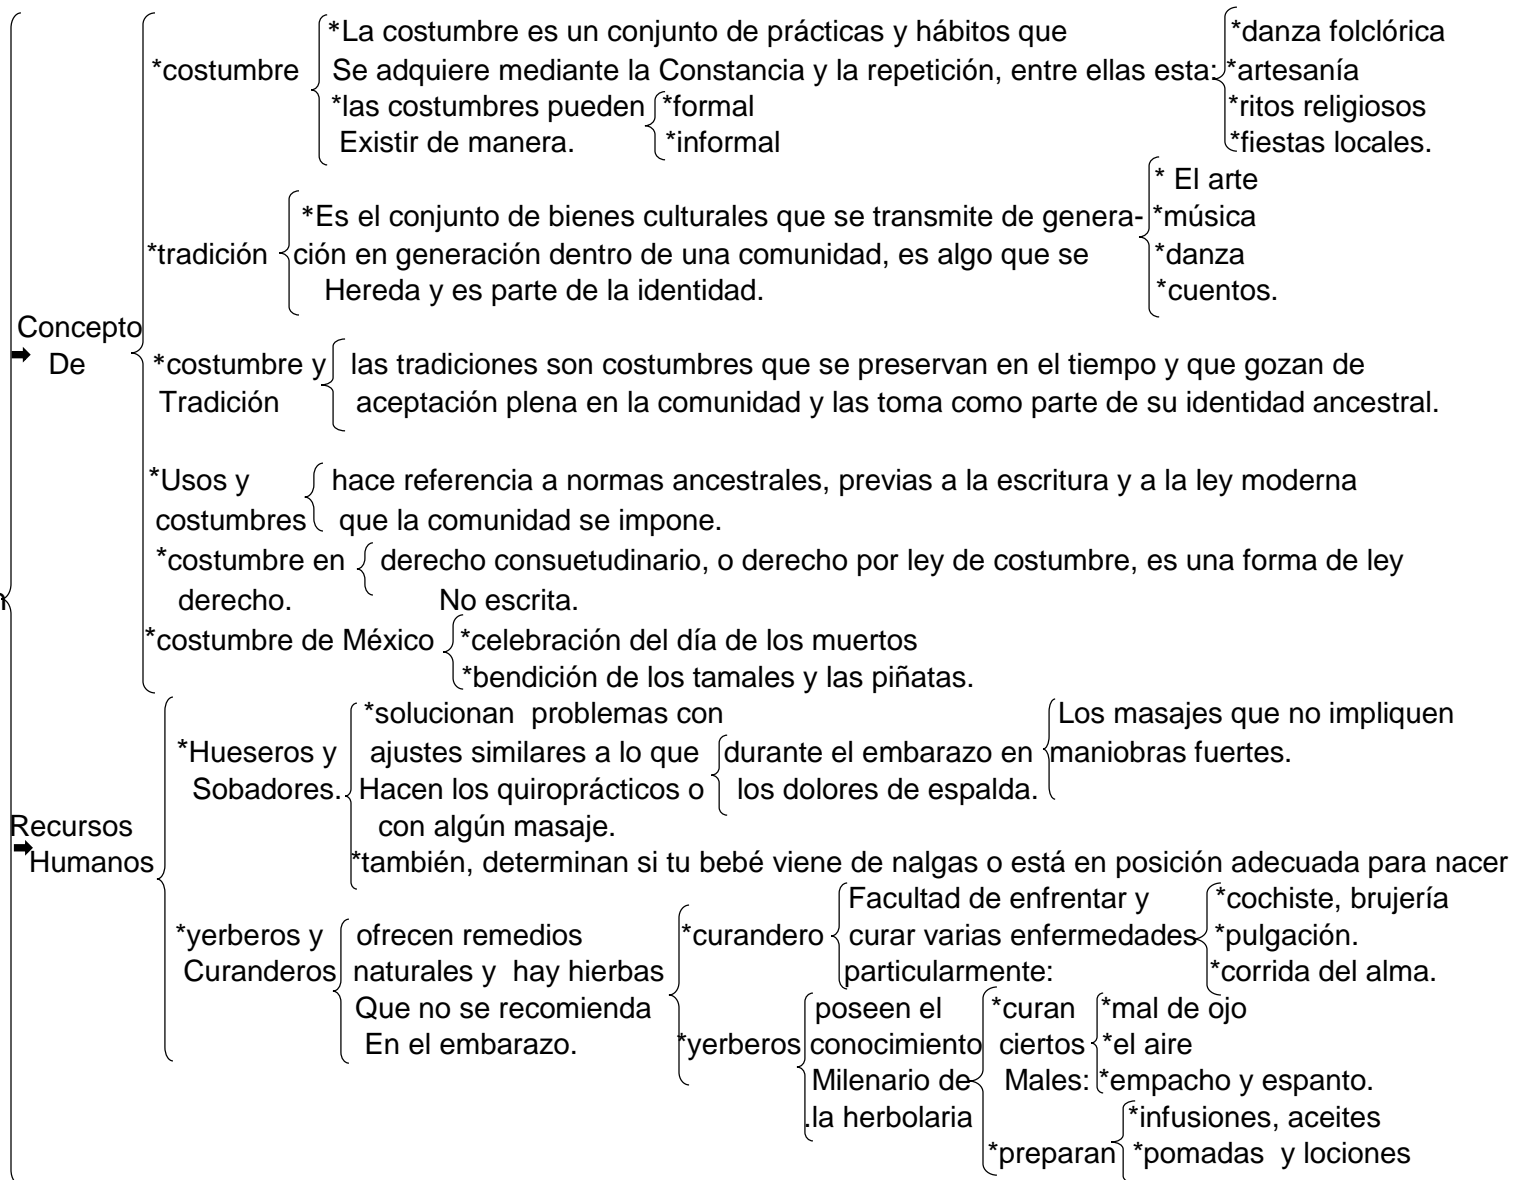 *costumbre
*La costumbre es un conjunto de prácticas y hábitos que
Se adquiere mediante la Constancia y la repetición, entre ellas esta:
*danza folclórica
*artesanía
*ritos religiosos
*fiestas locales.
*las costumbres pueden
Existir de manera.
*formal
*informal
*tradición
*Es el conjunto de bienes culturales que se transmite de genera-
ción en generación dentro de una comunidad, es algo que se
Hereda y es parte de la identidad.
* El arte
*música
*danza
*cuentos.
Concepto
De
*costumbre y
Tradición
las tradiciones son costumbres que se preservan en el tiempo y que gozan de
aceptación plena en la comunidad y las toma como parte de su identidad ancestral.
*Usos y
costumbres
hace referencia a normas ancestrales, previas a la escritura y a la ley moderna
que la comunidad se impone.
*costumbre en
derecho.
derecho consuetudinario, o derecho por ley de costumbre, es una forma de ley
No escrita.
*costumbre de México
*celebración del día de los muertos
*bendición de los tamales y las piñatas.
Recursos
Humanos
*Hueseros y
Sobadores.
*solucionan problemas con
ajustes similares a lo que
Hacen los quiroprácticos o
con algún masaje.
durante el embarazo en
los dolores de espalda.
Los masajes que no impliquen
maniobras fuertes.
*también, determinan si tu bebé viene de nalgas o está en posición adecuada para nacer
*yerberos y
Curanderos
ofrecen remedios
naturales y hay hierbas
Que no se recomienda
En el embarazo.
*curandero
Facultad de enfrentar y
curar varias enfermedades
particularmente:
*cochiste, brujería
*pulgación.
*corrida del alma.
*yerberos
poseen el
conocimiento
Milenario de
.la herbolaria
*curan
ciertos
Males:
*mal de ojo
*el aire
*empacho y espanto.
*preparan
*infusiones, aceites
*pomadas y lociones